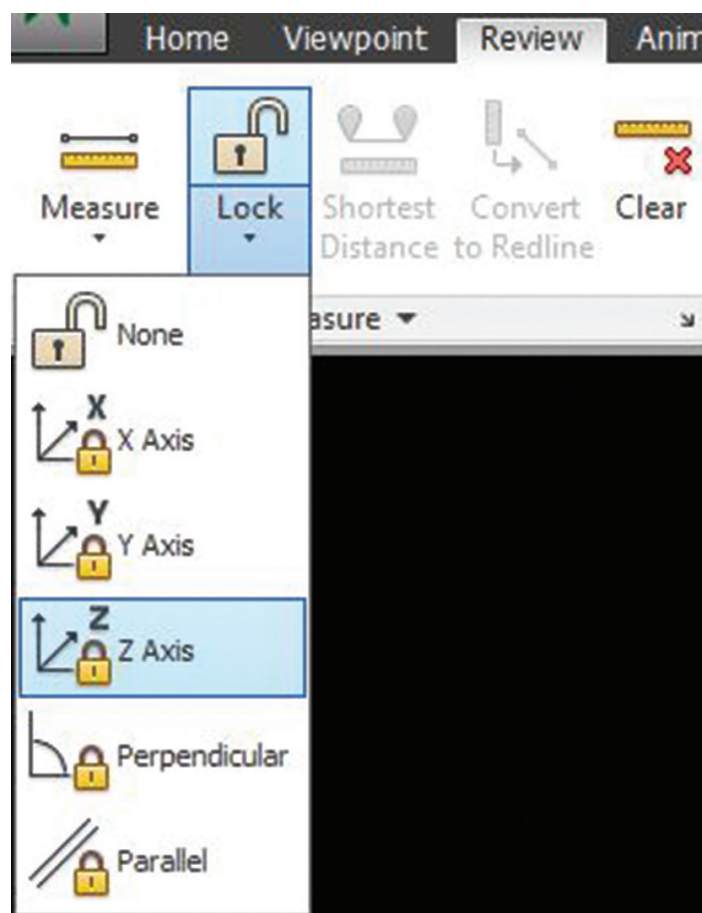 Home Viewpoint Review Anim
Measure Lock Shortest Distance Convert to Redline Clear
asure
None
X
X Axis
Y
Y Axis
Z
Z Axis
Perpendicular
Parallel